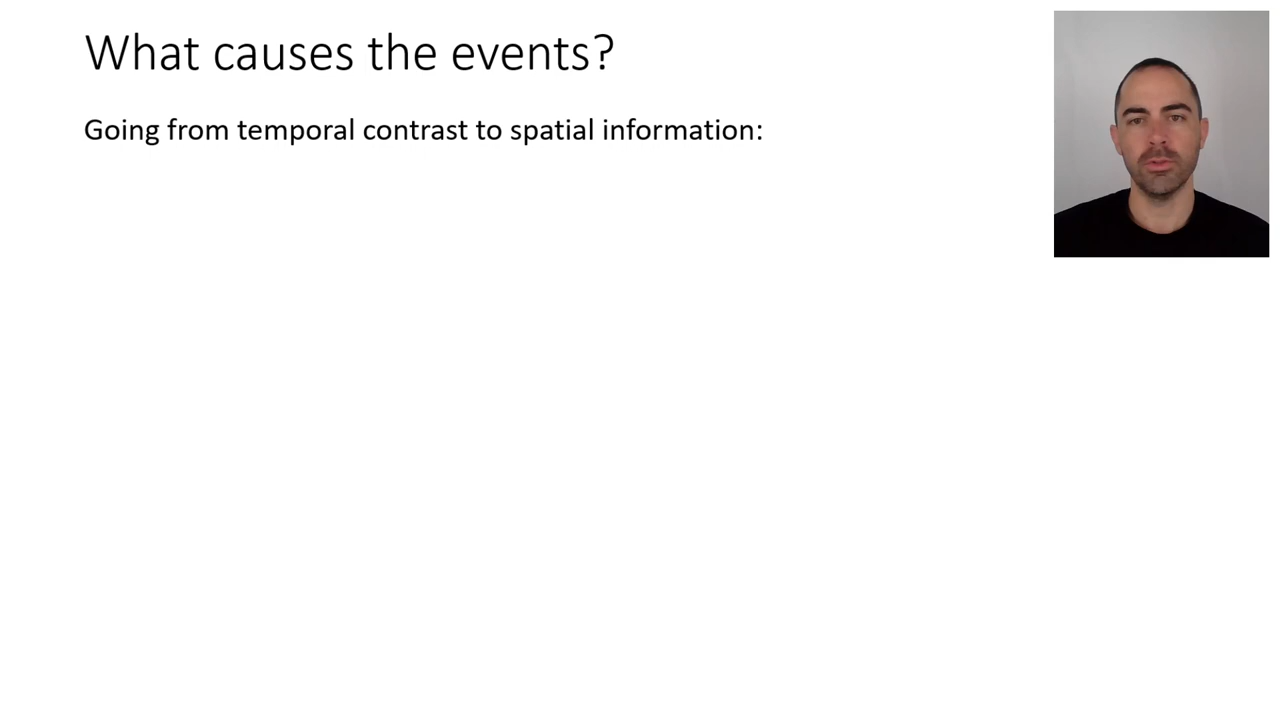 What causes the events?
Going from temporal contrast to spatial information: